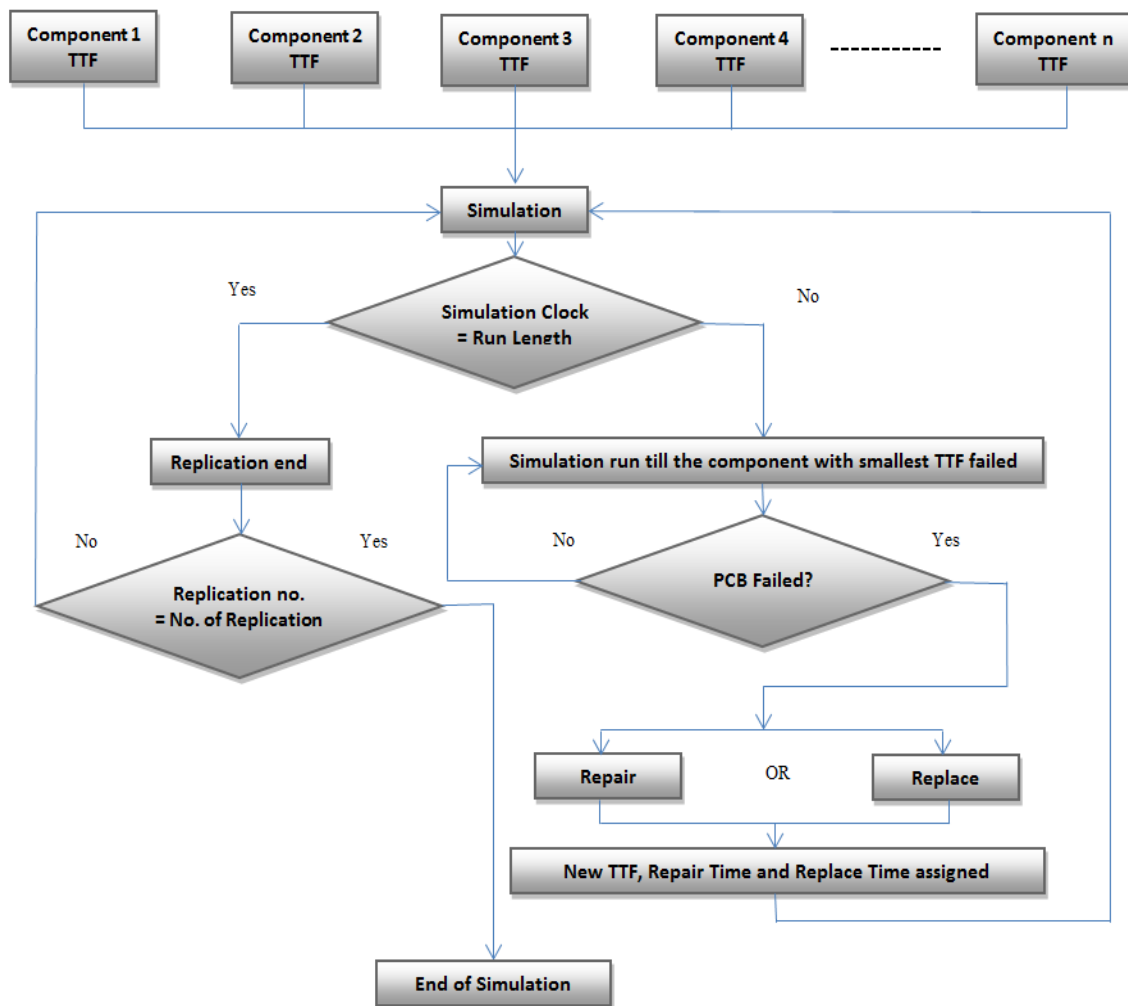 Component 1
TTF
Component 2
TTF
Component 3
TTF
Component 4
TTF
Component n
TTF
Simulation
Yes
No
Simulation Clock
= Run Length
Replication end
Simulation run till the component with smallest TTF failed
No
Yes
No
Yes
Replication no.
= No. of Replication
PCB Failed?
Repair
OR
Replace
New TTF, Repair Time and Replace Time assigned
End of Simulation